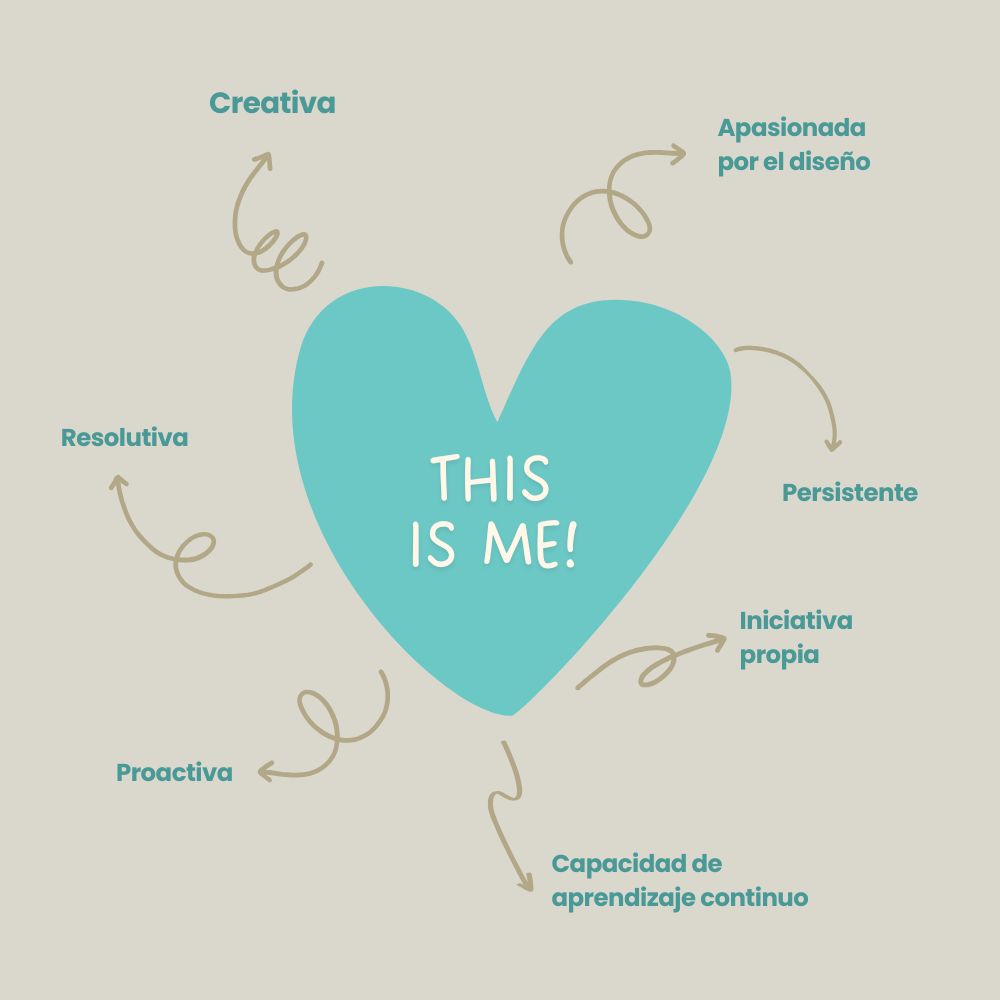 Creativa
Apasionada
por el diseño
Resolutiva
THIS
IS ME!
Persistente
Iniciativa
propia
Proactiva
Capacidad de
aprendizaje continuo